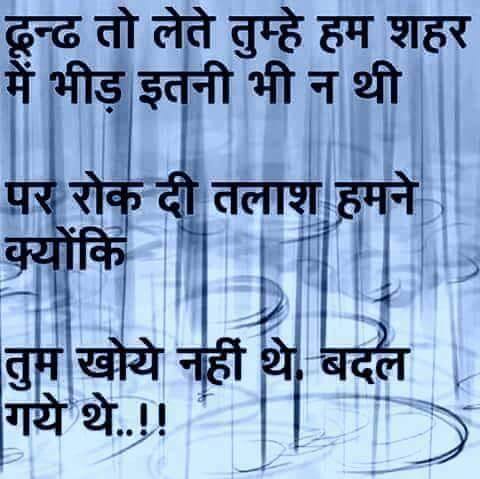 द्रून्ढ तो लेते तुम्हे हम शहर
में भीड़ इतनी भी न थी
पर रोक दी तलाश हमने
क्योंकि
तुम खोये नहीं थे. बदल
गये थे..!!